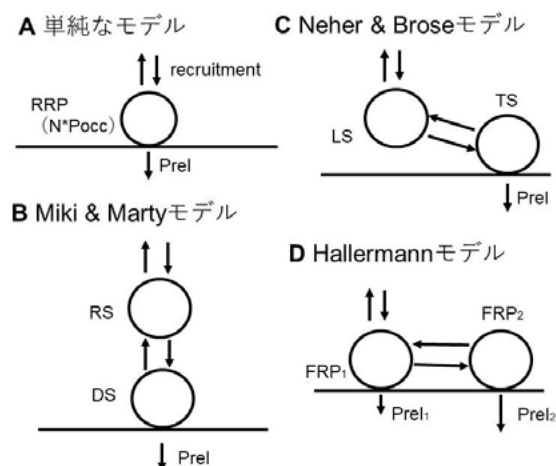 A 単純なモデル
recruitment
RRP
(N*Pocc)
Prel
B Miki & Martyモデル
RS
DS
Prel
C Neher & Broseモデル
TS
LS
Prel
D Hallermannモデル
FRP2
FRP1
Prel1
Prel2